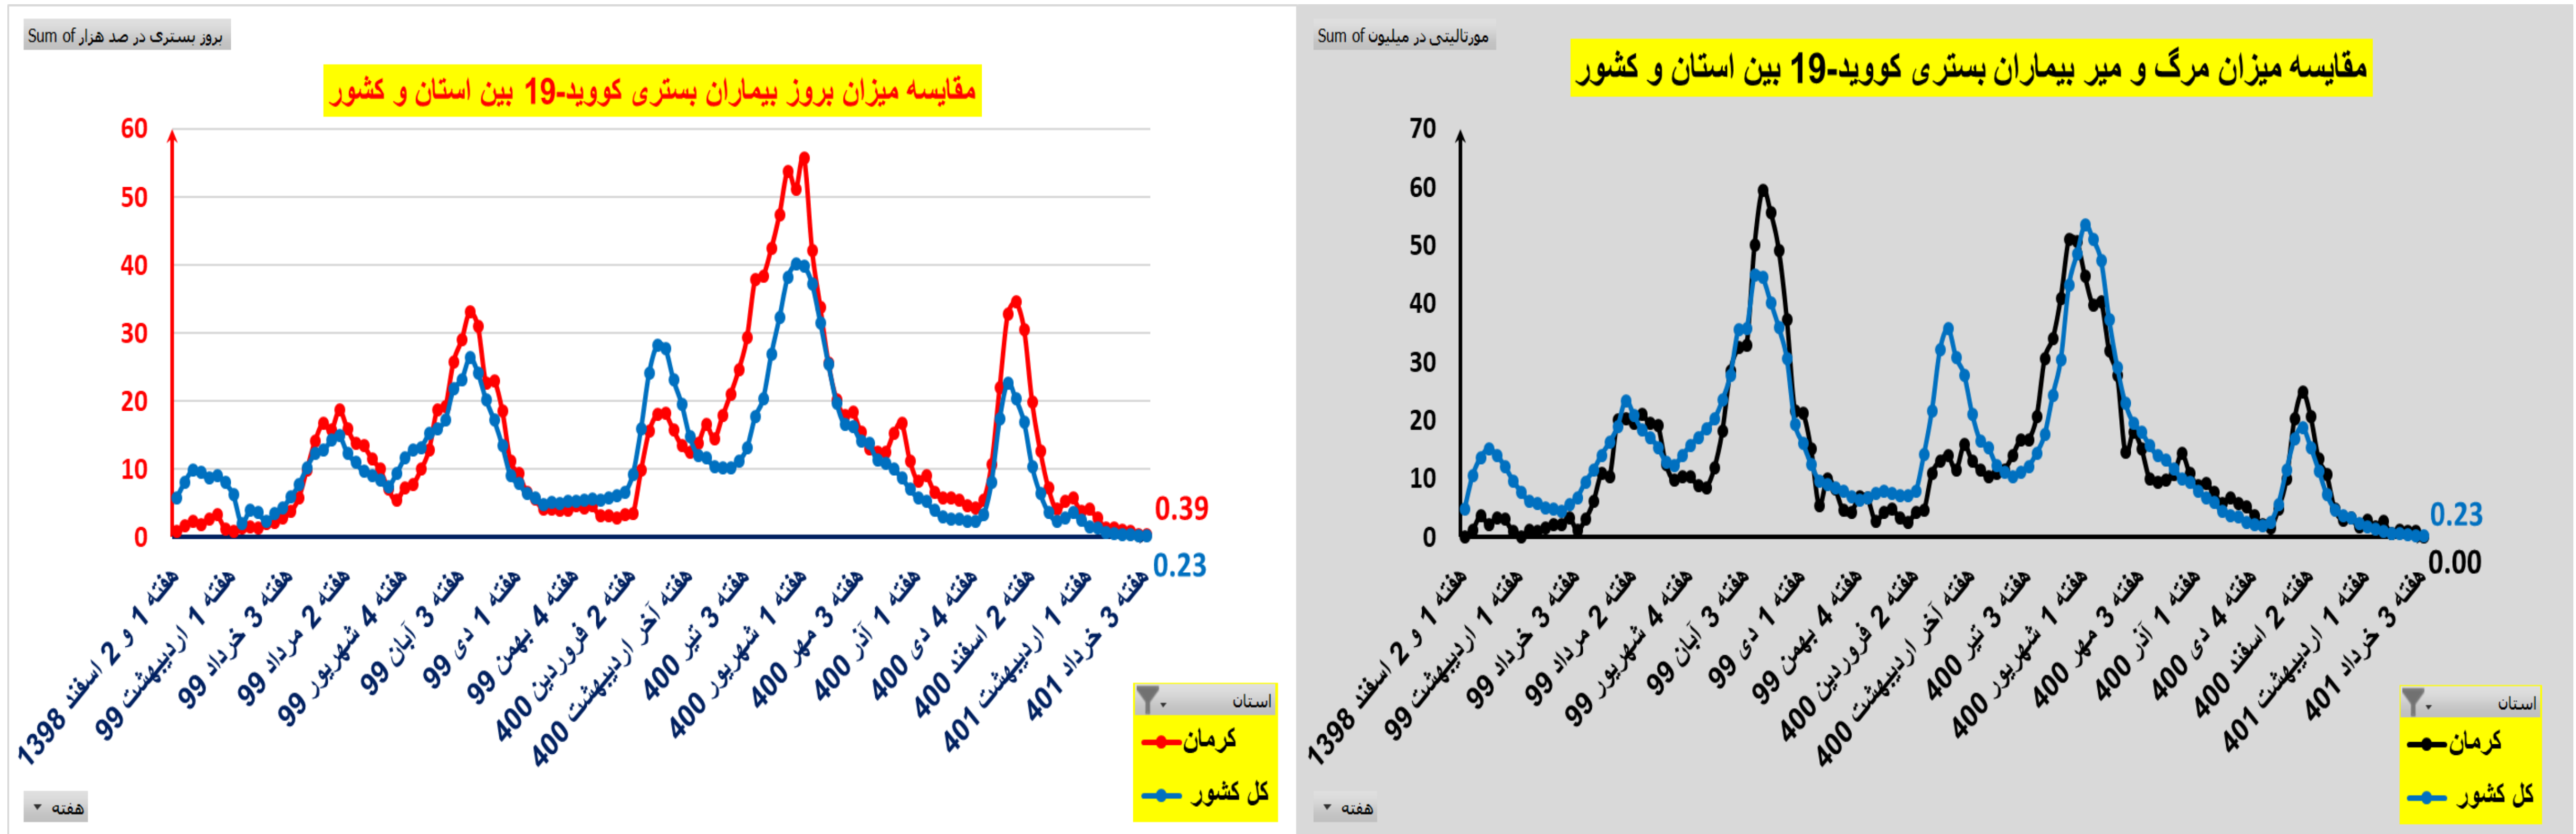 Sum of بروز بستری در صد هزار
مقایسه میزان بروز بیماران بستری کووید-19 بین استان و کشور
60
50
40
30
20
10
0
0.39
0.23
هفته 1 و 2 اسفند 1398
هفته 1 اردیبهشت 99
هفته 3 خرداد 99
هفته 2 مرداد 99
هفته 4 شهریور 99
هفته 3 آبان 99
هفته 1 دی 99
هفته 4 بهمن 99
هفته 2 فروردین 400
هفته آخر اردیبهشت 400
هفته 3 تیر 400
هفته 1 شهریور 400
هفته 3 مهر 400
هفته 1 آذر 400
هفته 4 دی 400
هفته 2 اسفند 400
هفته 1 اردیبهشت 401
هفته 3 خرداد 401
استان
کرمان
کل کشور
هفته
Sum of مورتالیتی در میلیون
مقایسه میزان مرگ و میر بیماران بستری کووید-19 بین استان و کشور
70
60
50
40
30
20
10
0
0.23
0.00
هفته 1 و 2 اسفند 1398
هفته 1 اردیبهشت 99
هفته 3 خرداد 99
هفته 2 مرداد 99
هفته 4 شهریور 99
هفته 3 آبان 99
هفته 1 دی 99
هفته 4 بهمن 99
هفته 2 فروردین 400
هفته آخر اردیبهشت 400
هفته 3 تیر 400
هفته 1 شهریور 400
هفته 3 مهر 400
هفته 1 آذر 400
هفته 4 دی 400
هفته 2 اسفند 400
هفته 1 اردیبهشت 401
هفته 3 خرداد 401
استان
کرمان
کل کشور
هفته